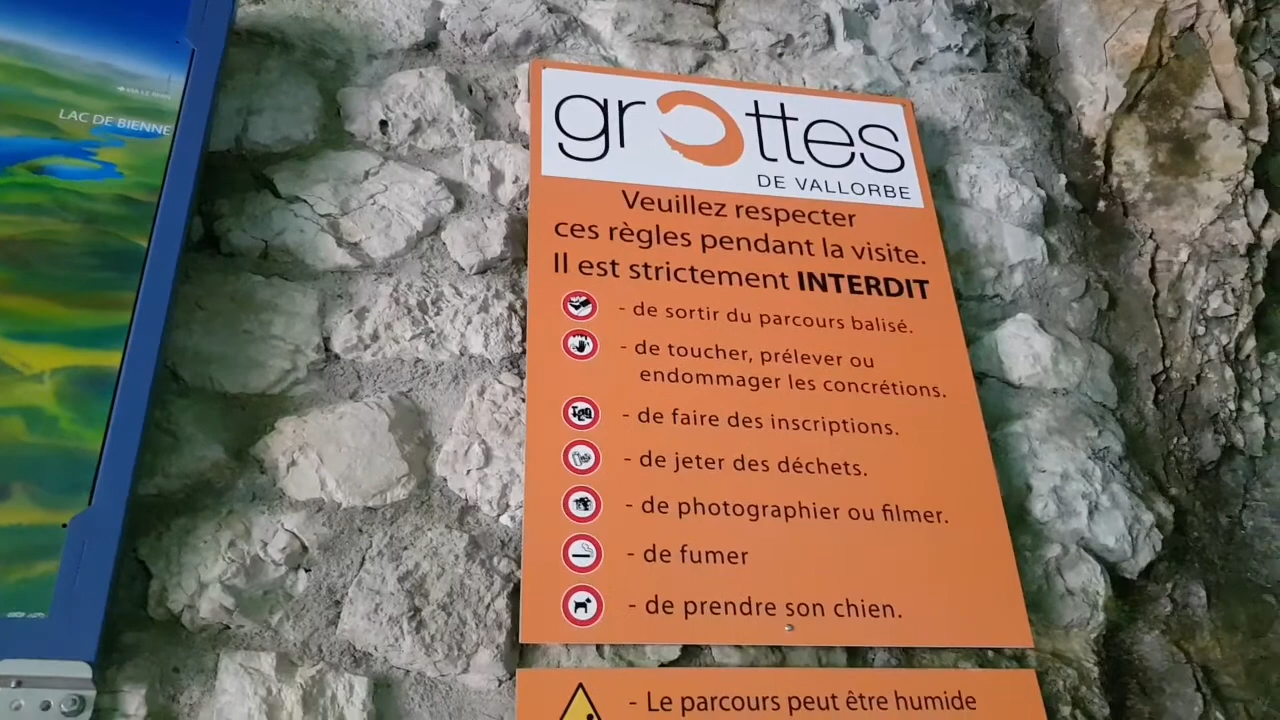 LAC DE BIENNE
grottes
DE VALLORBE
Veuillez respecter
ces règles pendant la visite.
Il est strictement INTERDIT
- de sortir du parcours balisé.
- de toucher, prélever ou
endommager les concrétions.
- de faire des inscriptions.
- de jeter des déchets.
- de photographier ou filmer.
- de fumer
- de prendre son chien.
- Le parcours peut être humide